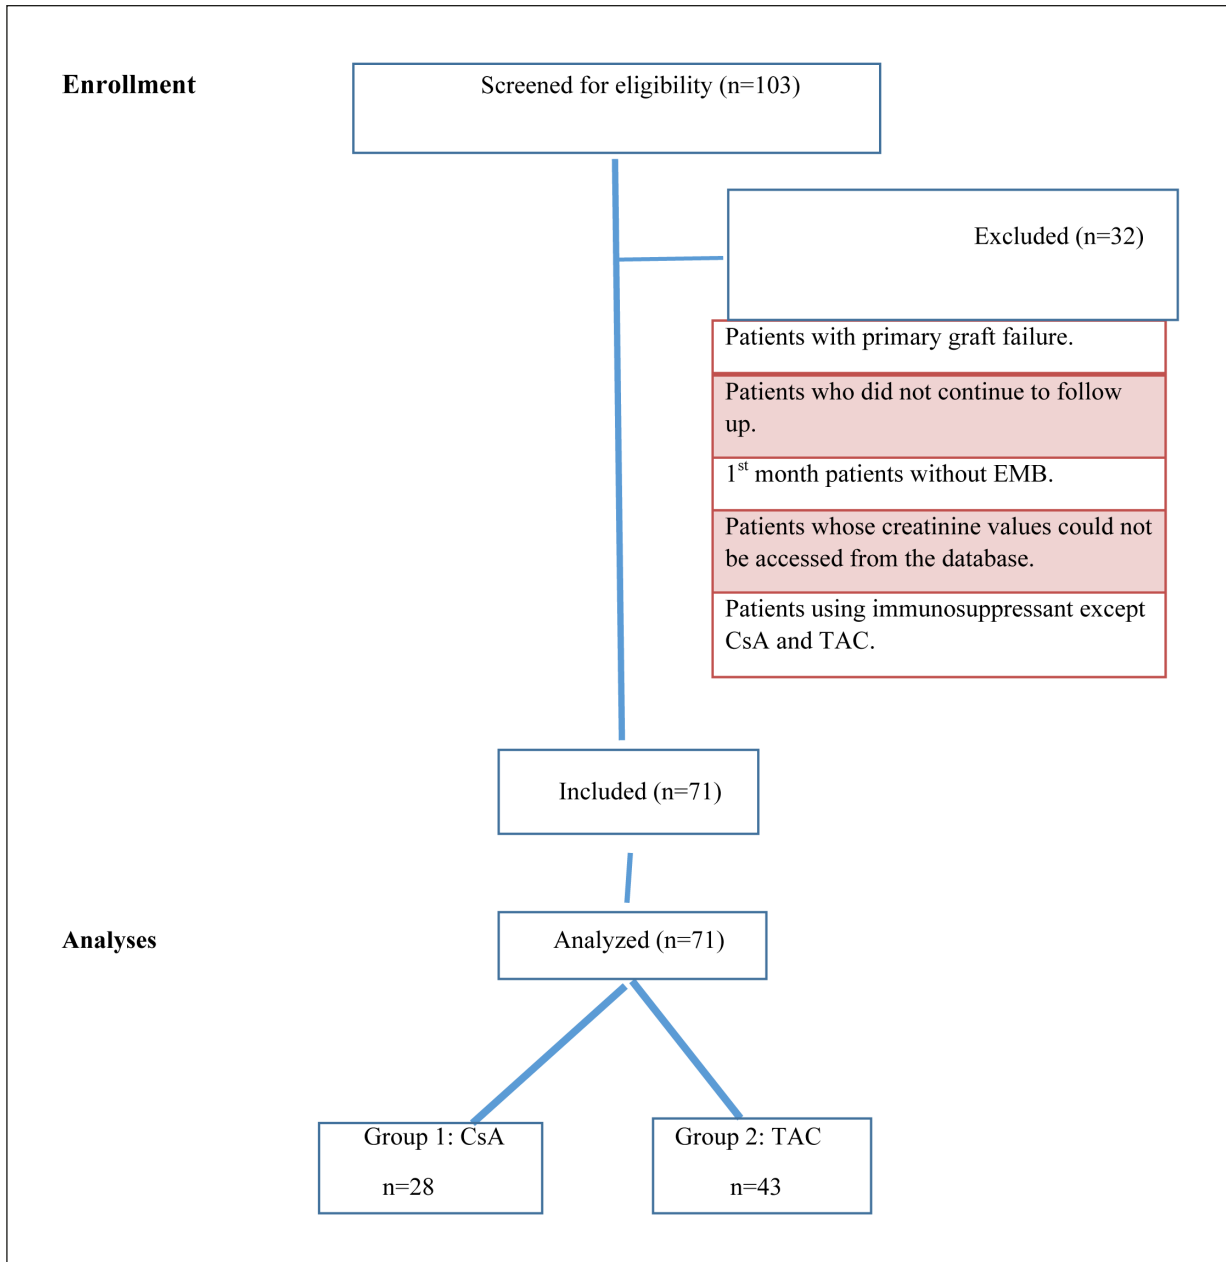 Enrollment
Screened for eligibility (n=103)
Excluded (n=32)
Patients with primary graft failure.
Patients who did not continue to follow
up.
1st month patients without EMB.
Patients whose creatinine values could not
be accessed from the database.
Patients using immunosuppressant except
CsA and TAC.
Included (n=71)
Analyses
Analyzed (n=71)
Group 1: CsA
n=28
Group 2: TAC
n=43